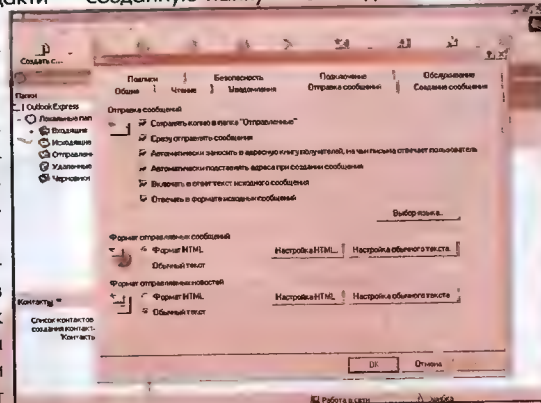 созданную
Создать с...
Подписи Безопасность Подключение Обслуживание
Общие Чтение Уведомления Отправка сообщений Создание сообщения
Папки
Outlook Express
Локальные пап
Входящие
Исходящие
Отправлен
Удаленные
Черновики
Отправка сообщений
Сохранять копию в папке "Отправленные"
Сразу отправлять сообщения
Автоматически заносить в адресную книгу получателей, на чьи письма отвечает пользователь
Автоматически подставлять адреса при создании сообщения
Включать в ответ текст исходного сообщения
Отвечать в формате исходных сообщений
Выбор языка...
Формат отправляемых сообщений
Формат HTML Настройка HTML... Настройка обычного текста...
Обычный текст
Формат отправляемых новостей
Формат HTML Настройка HTML... Настройка обычного текста...
Обычный текст
Контакты
Список контактов
создания контакт
Контакты
OK Отмена
Работа в сети ошибка